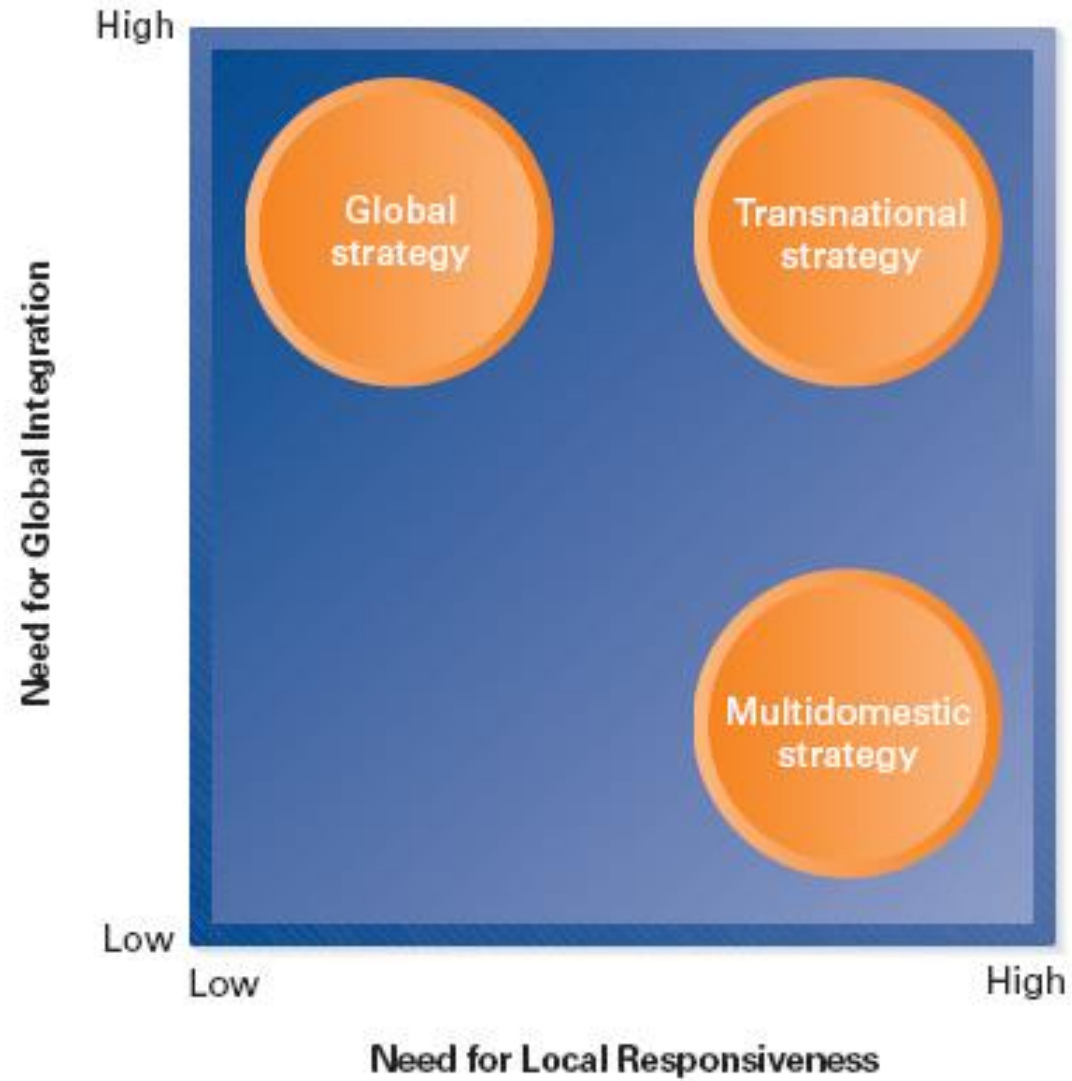 High
Global
strategy
Transnational
strategy
Need for Global Integration
Multidomestic
strategy
Low
Low
High
Need for Local Responsiveness